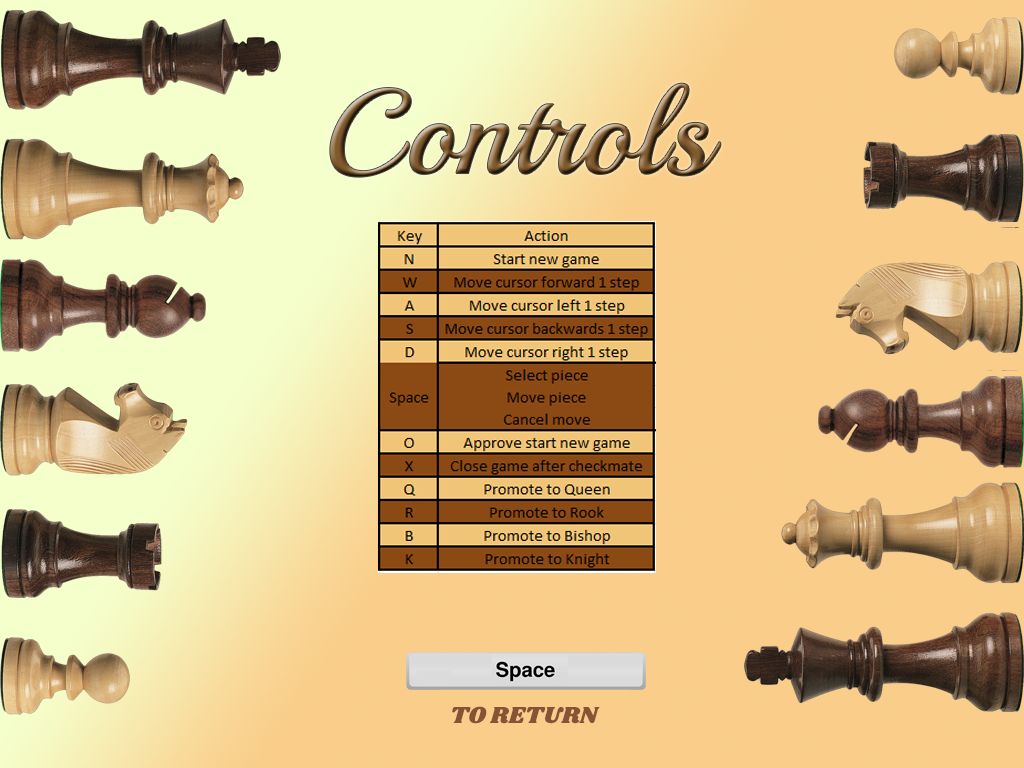 Controls
Key Action
N Start new game
W Move cursor forward 1 step
A Move cursor left 1 step
S Move cursor backwards 1 step
D Move cursor right 1 step
Space Select piece
Move piece
Cancel move
O Approve start new game
X Close game after checkmate
Q Promote to Queen
R Promote to Rook
B Promote to Bishop
K Promote to Knight
Space
TO RETURN